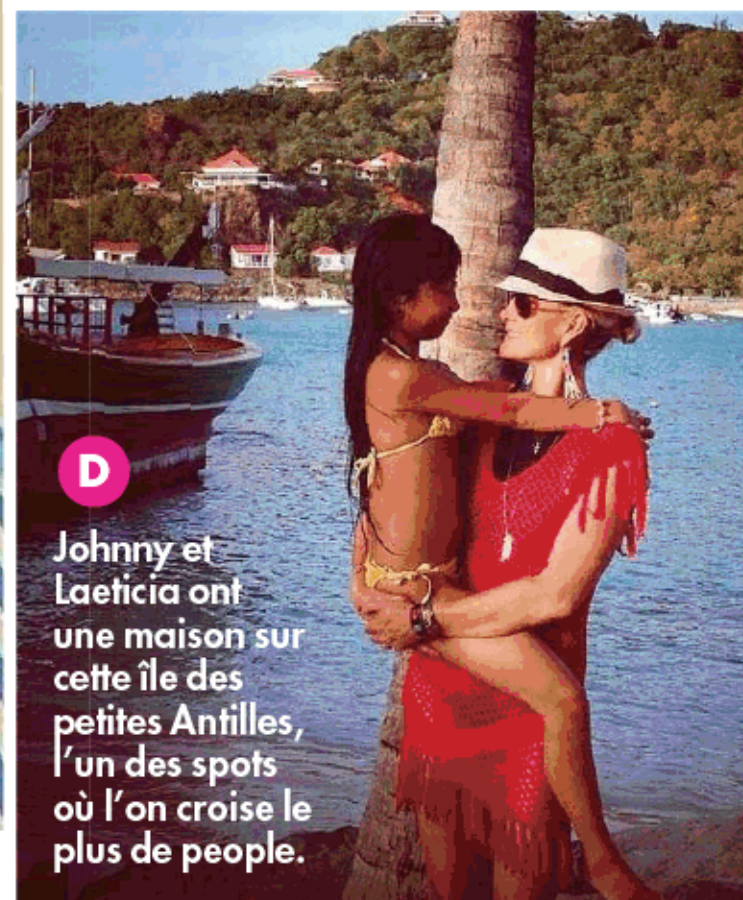 D
Johnny et
Laeticia ont
une maison sur
cette île des
petites Antilles,
l'un des spots
où l'on croise le
plus de people.